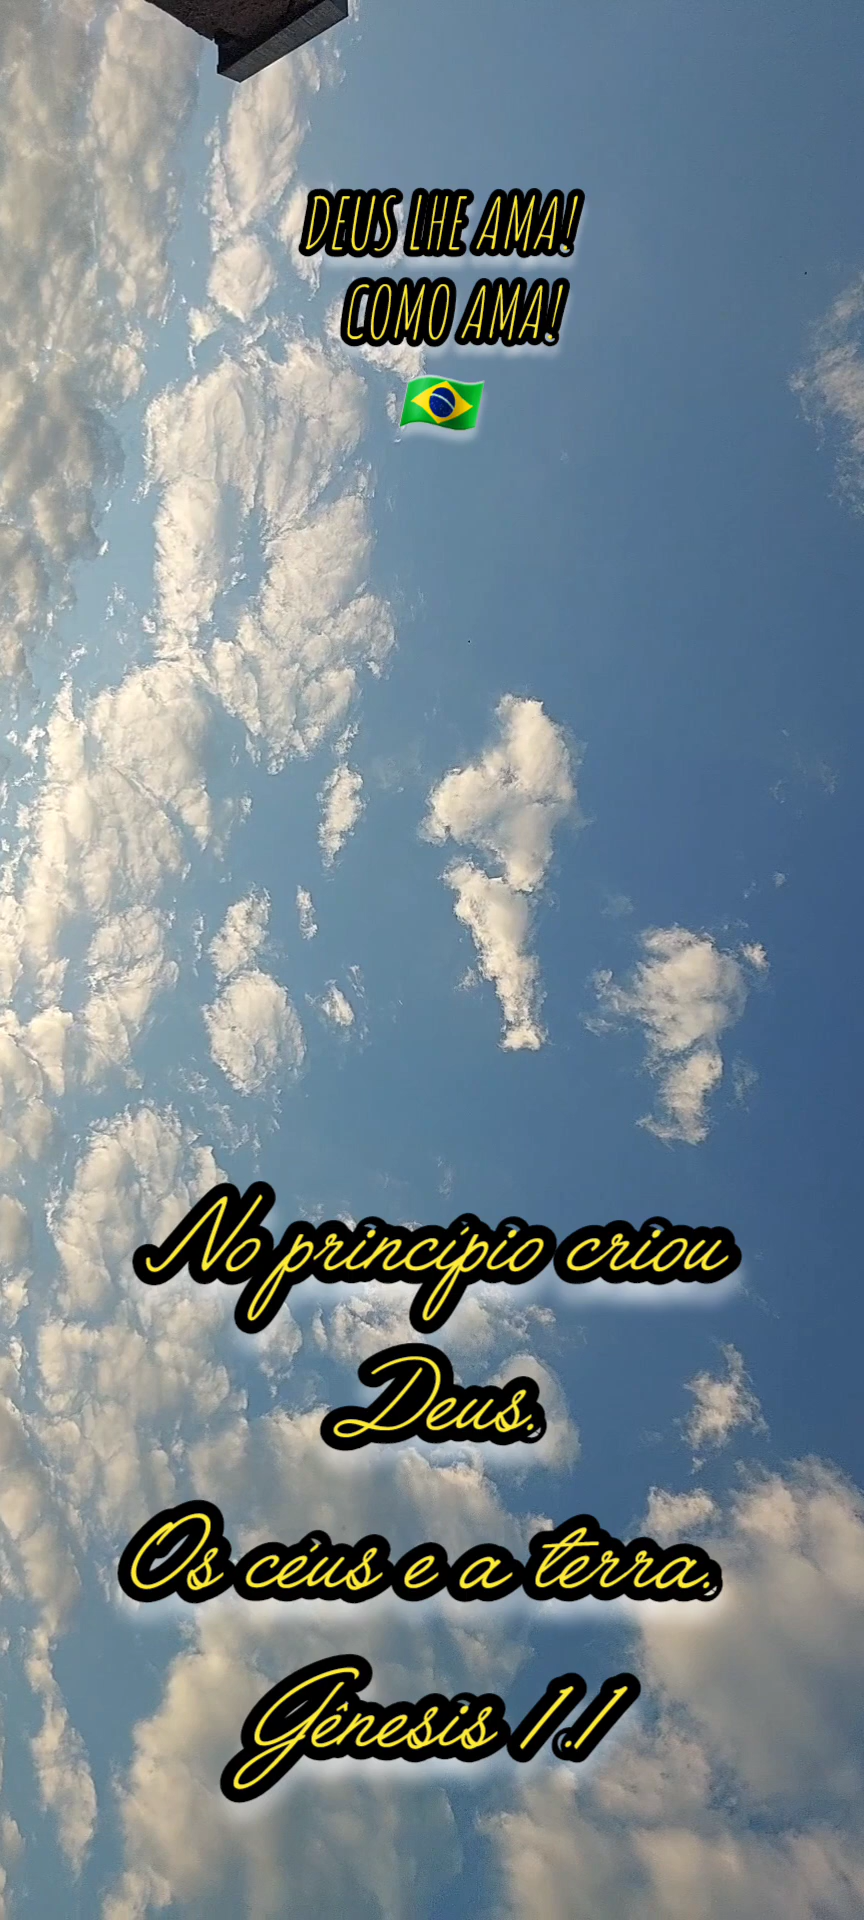 DEUS LHE AMA!
COMO AMA!
🇧🇷
No princípio criou
Deus.
Os céus e a terra.
Gênesis 1.1